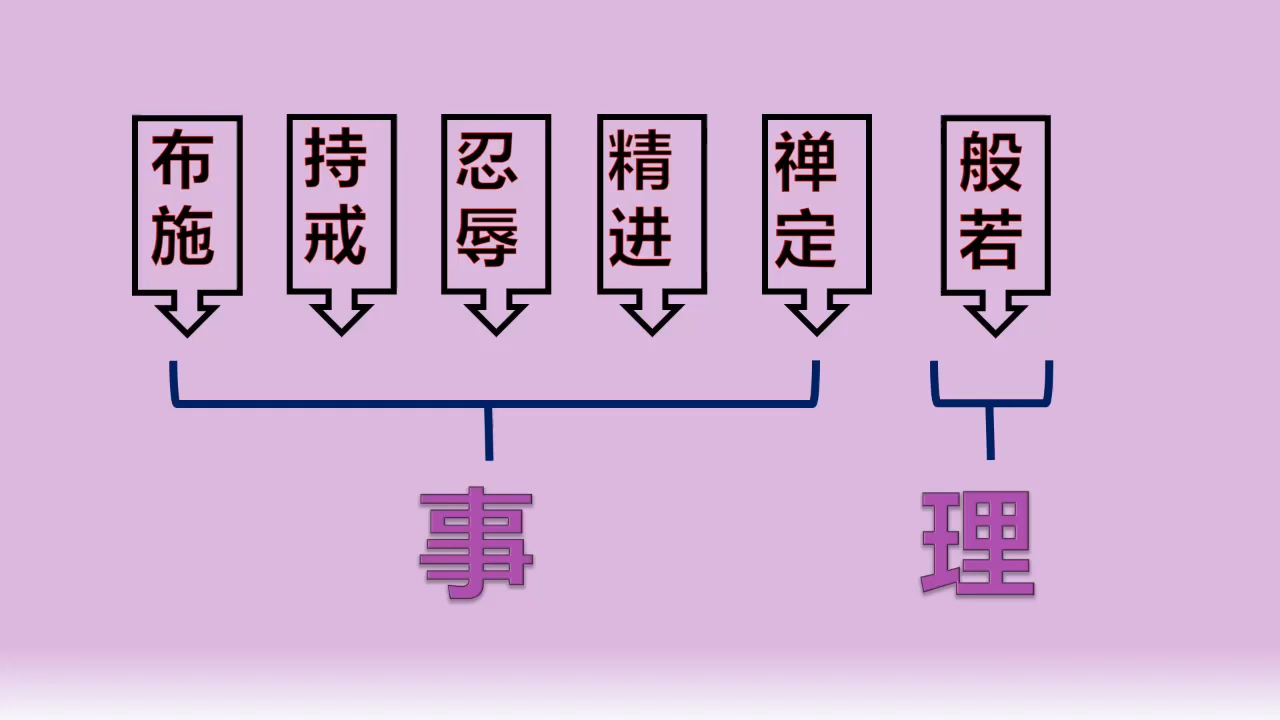 布施
持戒
忍辱
精进
禅定
般若
事
理